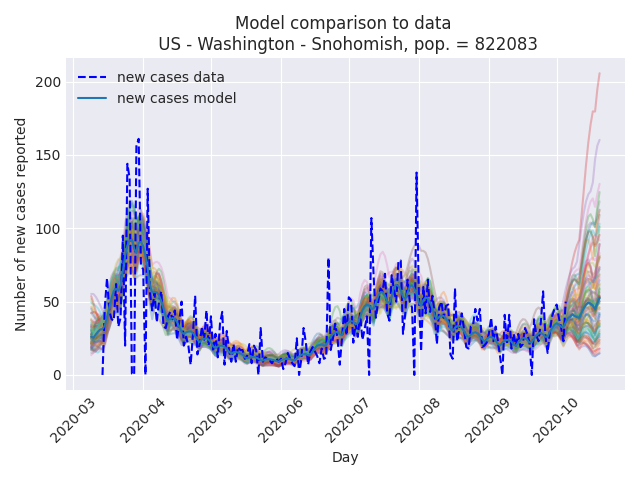 Model comparison to data
US - Washington - Snohomish, pop. = 822083
new cases data
new cases model
Number of new cases reported
200
150
100
50
0
2020-03
2020-04
2020-05
2020-06
2020-07
2020-08
2020-09
2020-10
Day